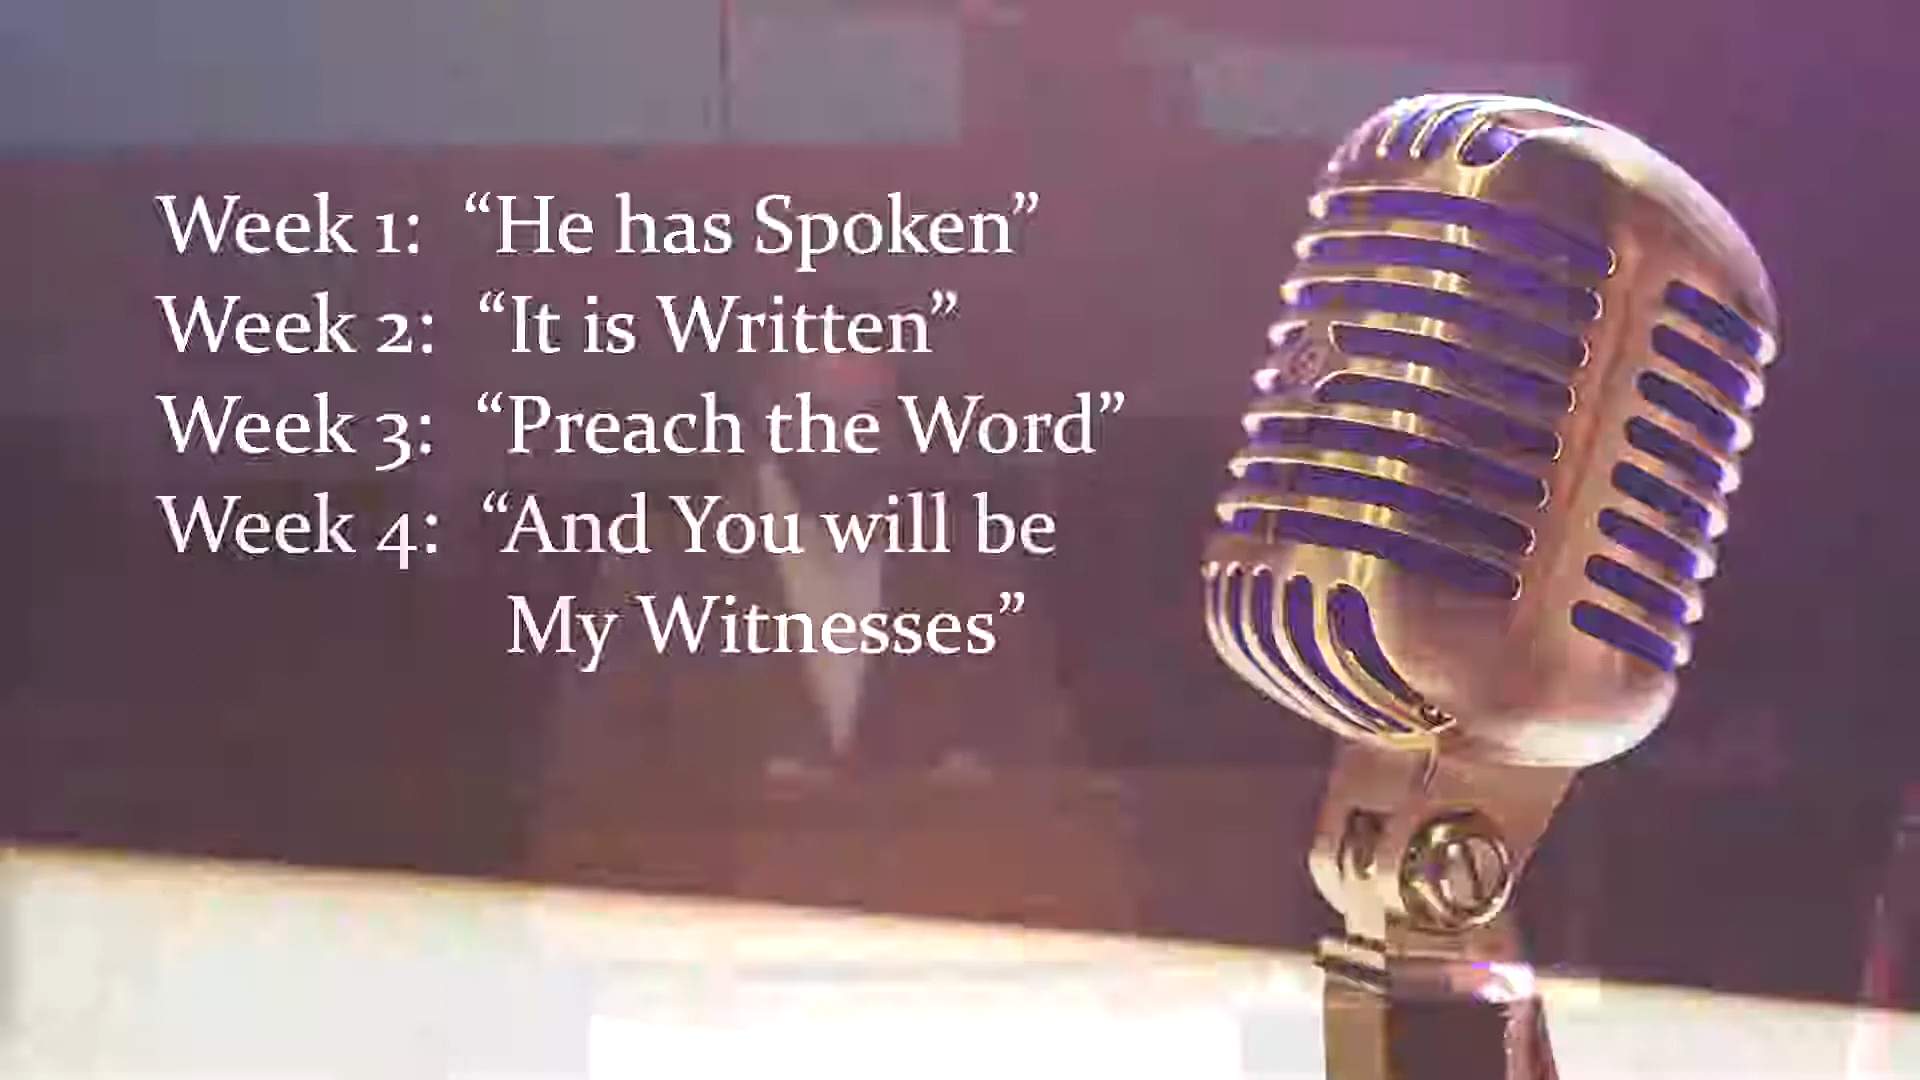 Week 1: “He has Spoken”
Week 2: “It is Written”
Week 3: “Preach the Word”
Week 4: “And You will be
My Witnesses”